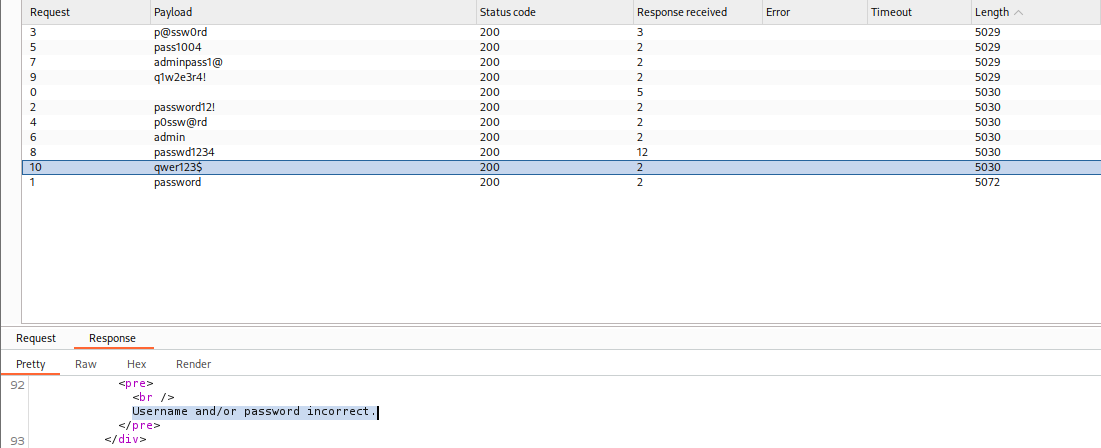 Request Payload Status code Response received Error Timeout Length
3 p@ssw0rd 200 3 5029
5 pass1004 200 2 5029
7 adminpass1@ 200 2 5029
9 q1w2e3r4! 200 2 5029
0 200 5 5030
2 password12! 200 2 5030
4 p0ssw@rd 200 2 5030
6 admin 200 2 5030
8 passwd1234 200 12 5030
10 qwer123$ 200 2 5030
1 password 200 2 5072
Request Response
Pretty Raw Hex Render
92 <pre>
<br />
Username and/or password incorrect.
</pre>
93 </div>